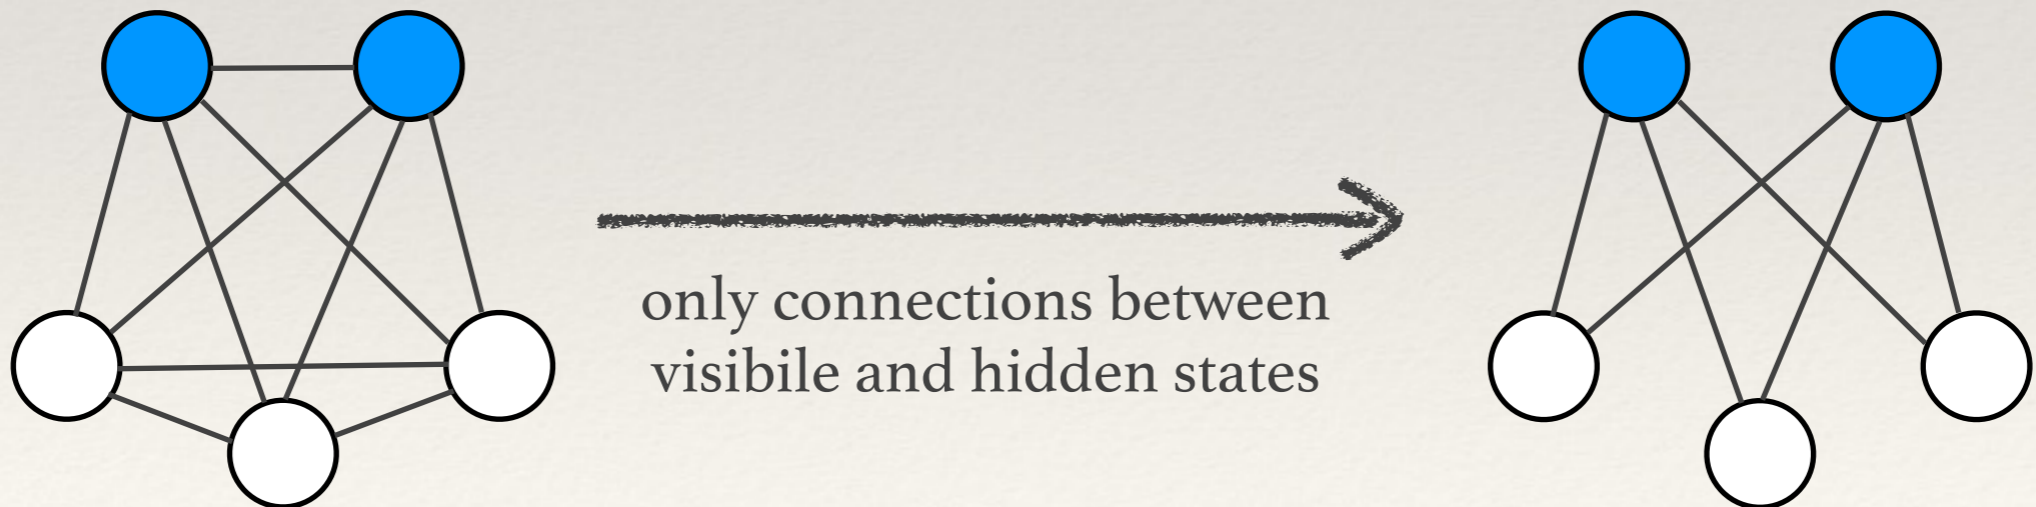 only connections between
visibile and hidden states